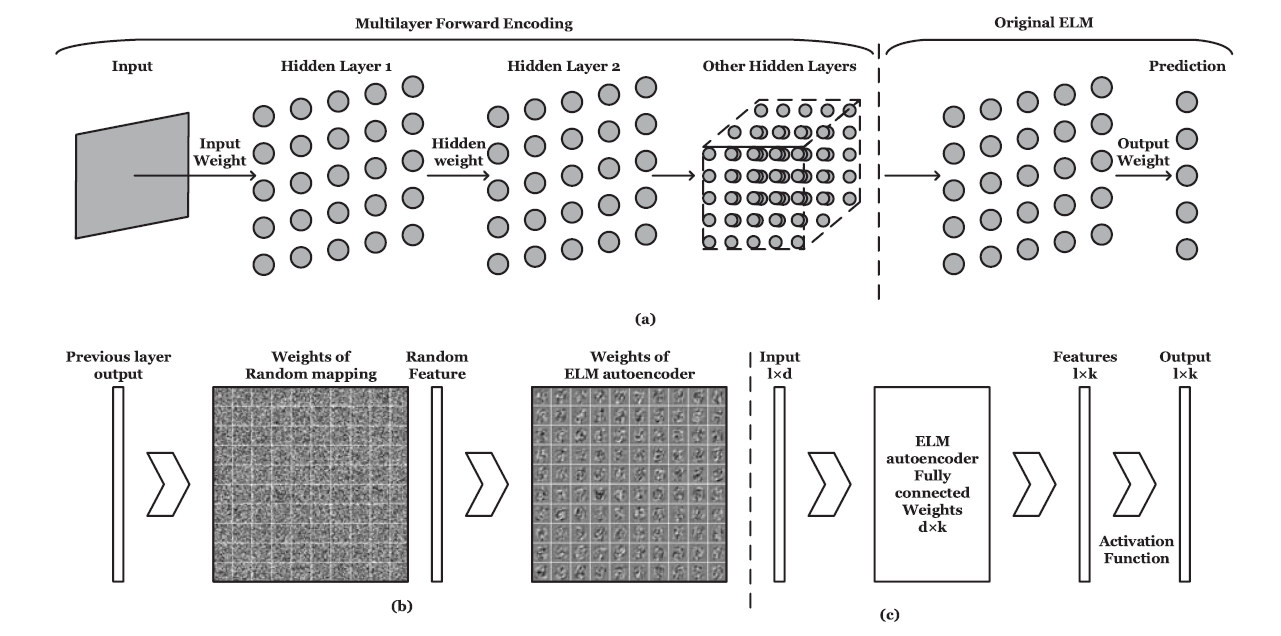 Multilayer Forward Encoding
Original ELM
Input
Hidden Layer 1
Hidden Layer 2
Other Hidden Layers
Prediction
Input
Weight
Hidden
weight
Output
Weight
(a)
Previous layer
output
Weights of
Random mapping
Random
Feature
Weights of
ELM autoencoder
(b)
Input
l×d
ELM
autoencoder
Fully
connected
Weights
d×k
Features
l×k
Activation
Function
Output
l×k
(c)